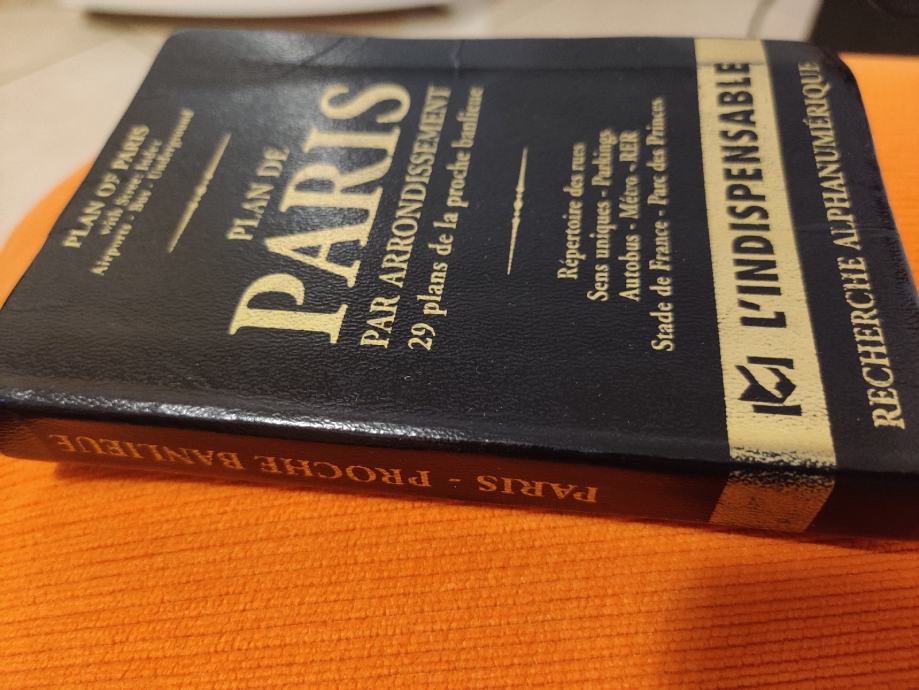 PLAN OF PARIS
with Street Index
Airports - Bus - Underground
PLAN DE
PARIS
PAR ARRONDISSEMENT
29 plans de la proche banlieue
Répertoire des rues
Sens uniques - Parkings
Autobus - Métro - RER
Stade de France - Parc des Princes
L'INDISPENSABLE
RECHERCHE ALPHANUMÉRIQUE
PARIS - PROCHE BANLIEUE